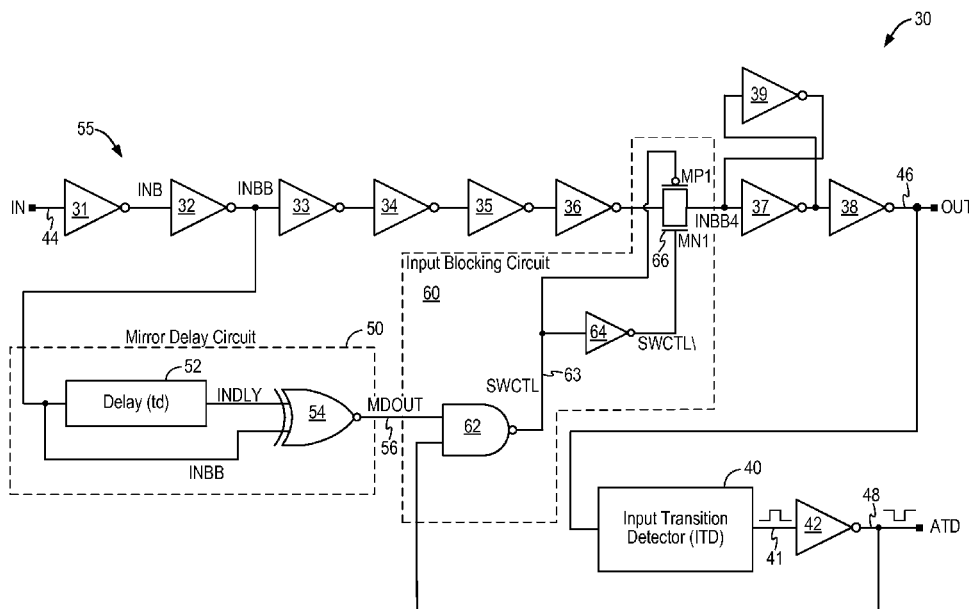 30
39
55
46
MP1
IN
31
INB
32
INBB
33
34
35
36
INBB4
37
38
OUT
44
66
MN1
Input Blocking Circuit
60
64
SWCTL\
Mirror Delay Circuit
50
52
SWCTL
63
Delay (td)
INDLY
54
MDOUT
62
56
INBB
40
Input Transition
Detector (ITD)
41
42
48
ATD